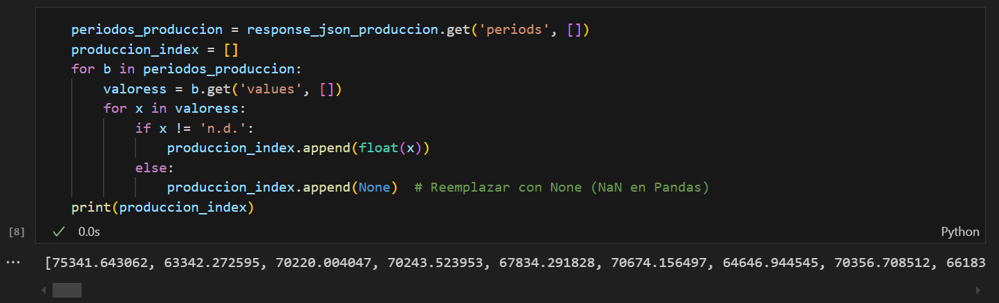 periodos_produccion = response_json_produccion.get('periods', [])
produccion_index = []
for b in periodos_produccion:
    valoress = b.get('values', [])
    for x in valoress:
        if x != 'n.d.':
            produccion_index.append(float(x))
        else:
            produccion_index.append(None)  # Reemplazar con None (NaN en Pandas)
print(produccion_index)
[8] 0.0s Python
... [75341.643062, 63342.272595, 70220.004047, 70243.523953, 67834.291828, 70674.156497, 64646.944545, 70356.708512, 66183